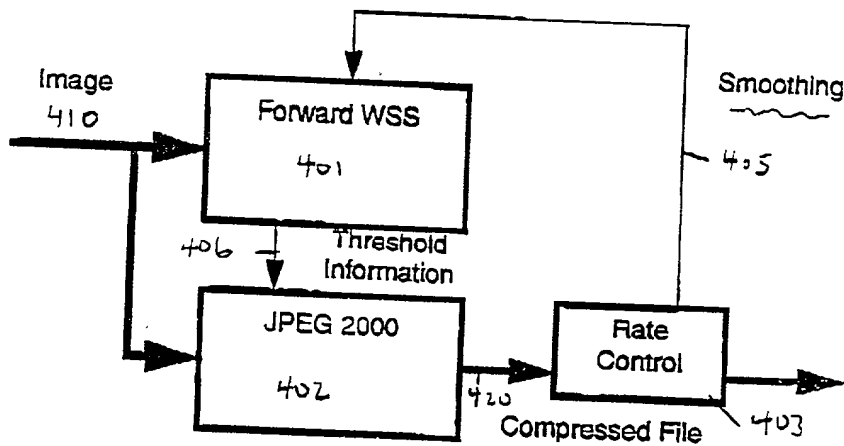 Image
410
Forward WSS
401
Smoothing
405
406
Threshold
Information
JPEG 2000
402
420
Rate
Control
403
Compressed File